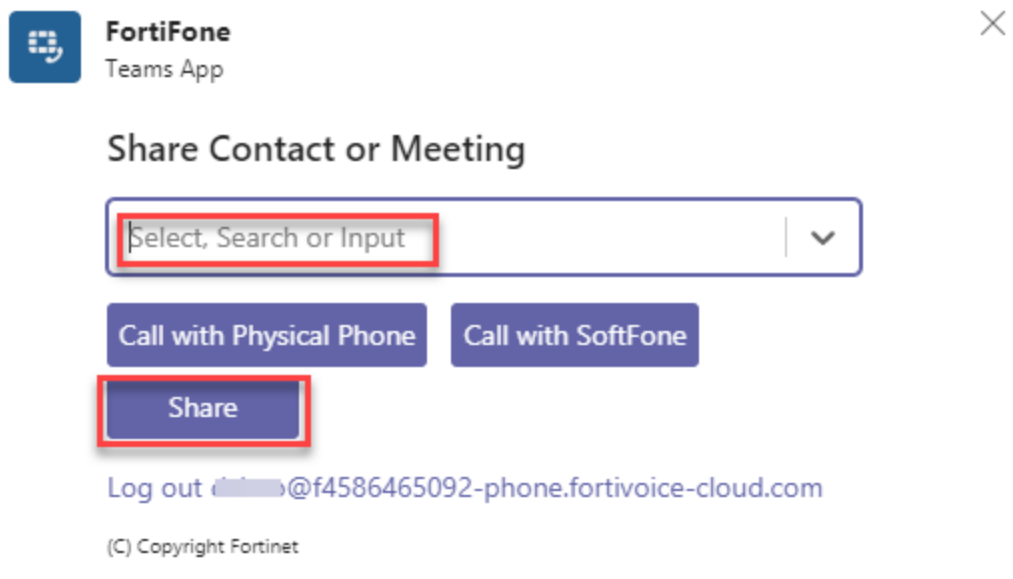 FortiFone
Teams App
Share Contact or Meeting
Select, Search or Input
Call with Physical Phone Call with SoftFone
Share
Log out @f4586465092-phone.fortivoice-cloud.com
(C) Copyright Fortinet